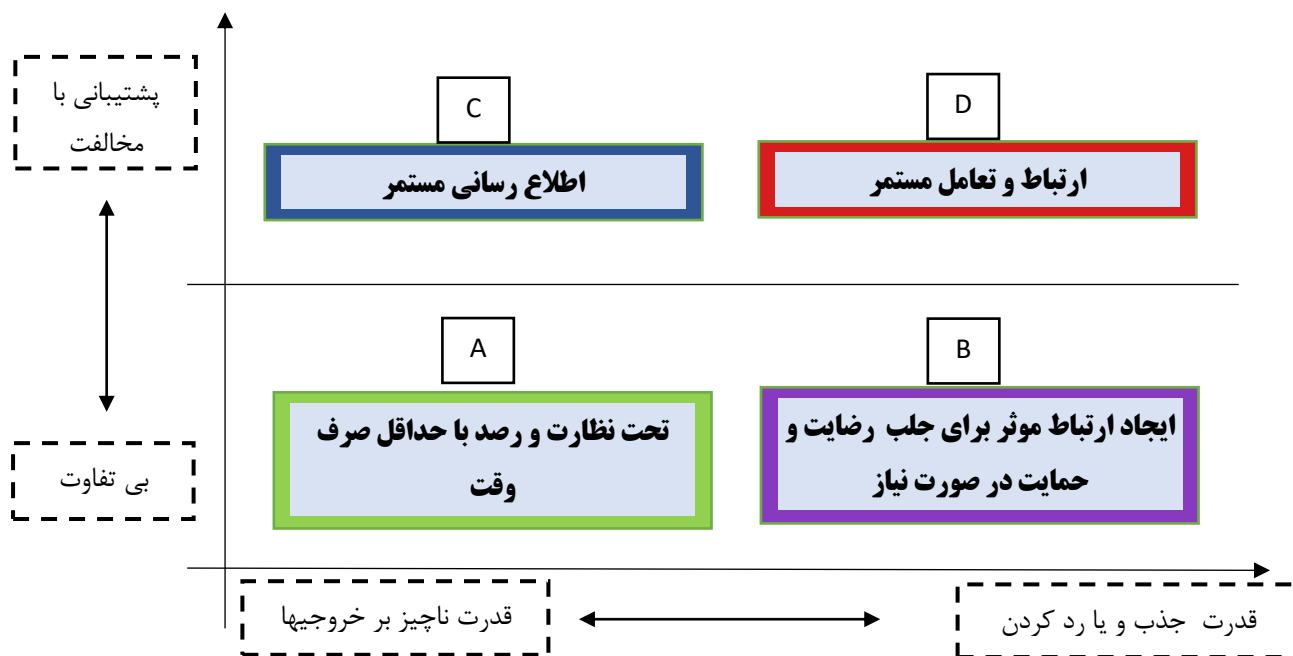 پشتیبانی با
مخالفت
C
D
اطلاع رسانی مستمر
ارتباط و تعامل مستمر
A
B
تحت نظارت و رصد با حداقل صرف
وقت
ایجاد ارتباط موثر برای جلب رضایت و
حمایت در صورت نیاز
بی تفاوت
قدرت ناچیز بر خروجیها
قدرت جذب و یا رد کردن